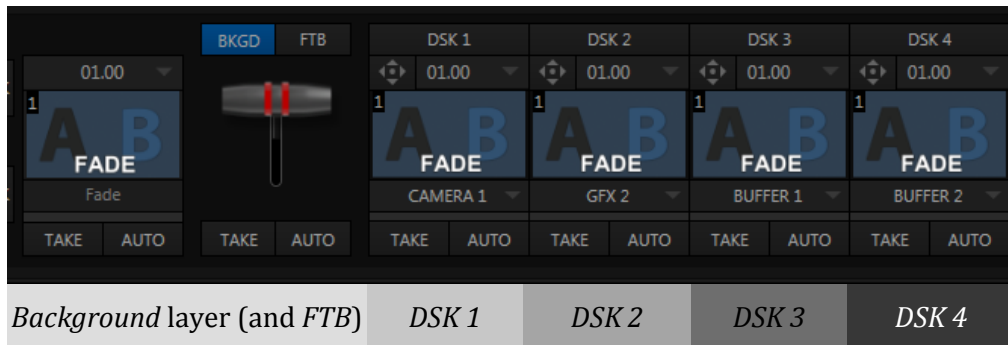 BKGD FTB DSK 1 DSK 2 DSK 3 DSK 4
01.00 01.00 01.00 01.00 01.00
1 A B 1 A B 1 A B 1 A B 1 A B
FADE FADE FADE FADE FADE
Fade CAMERA 1 GFX 2 BUFFER 1 BUFFER 2
TAKE AUTO TAKE AUTO TAKE AUTO TAKE AUTO TAKE AUTO TAKE AUTO
Background layer (and FTB) DSK 1 DSK 2 DSK 3 DSK 4